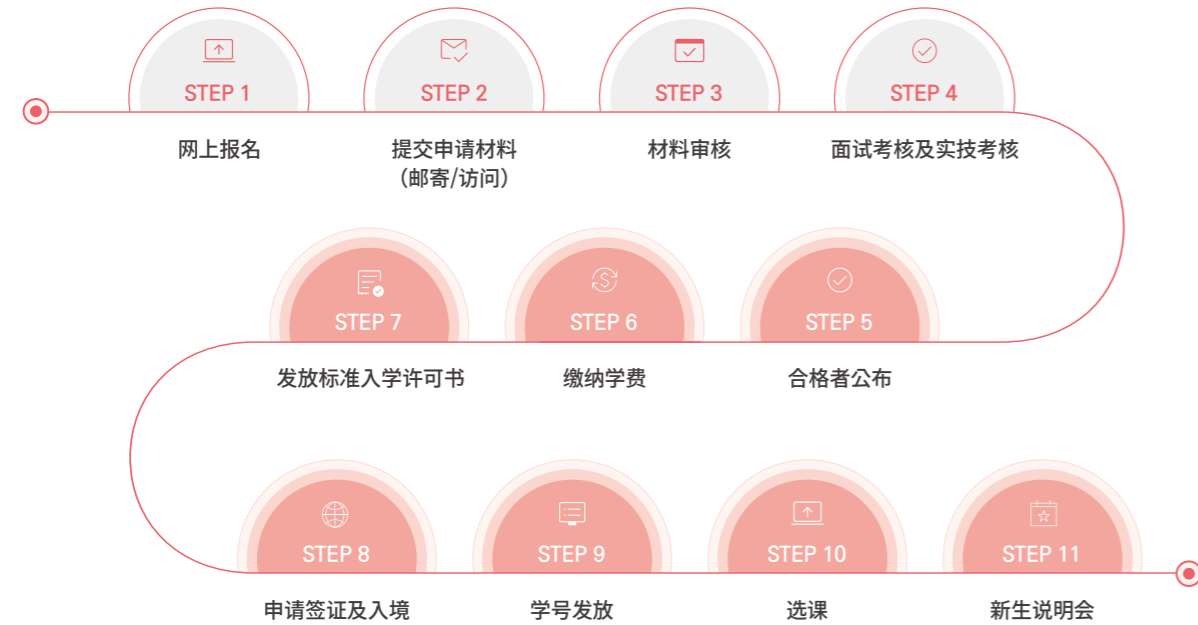 STEP 1
网上报名
STEP 2
提交申请材料
（邮寄/访问）
STEP 3
材料审核
STEP 4
面试考核及实技考核
STEP 5
合格者公布
STEP 6
缴纳学费
STEP 7
发放标准入学许可书
STEP 8
申请签证及入境
STEP 9
学号发放
STEP 10
选课
STEP 11
新生说明会